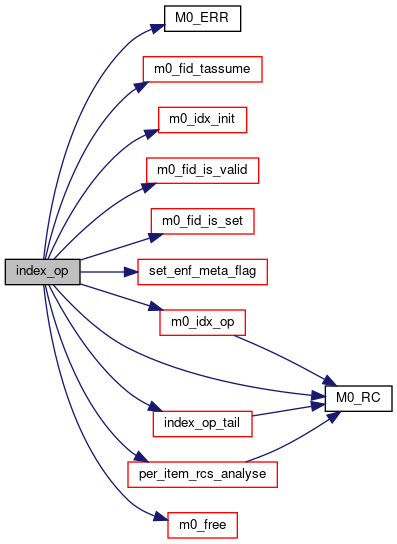 M0_ERR
m0_fid_tassume
m0_idx_init
m0_fid_is_valid
m0_fid_is_set
index_op
set_enf_meta_flag
m0_idx_op
M0_RC
index_op_tail
per_item_rcs_analyse
m0_free